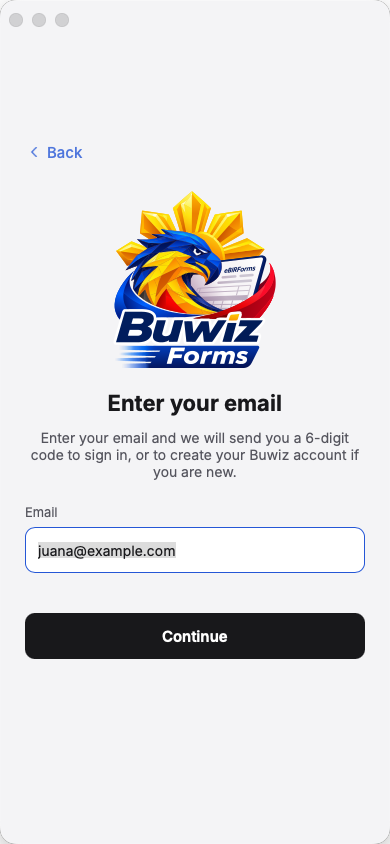 Back
eBIRForms
Buwiz
Forms
Enter your email
Enter your email and we will send you a 6-digit
code to sign in, or to create your Buwiz account if
you are new.
Email
juana@example.com
Continue